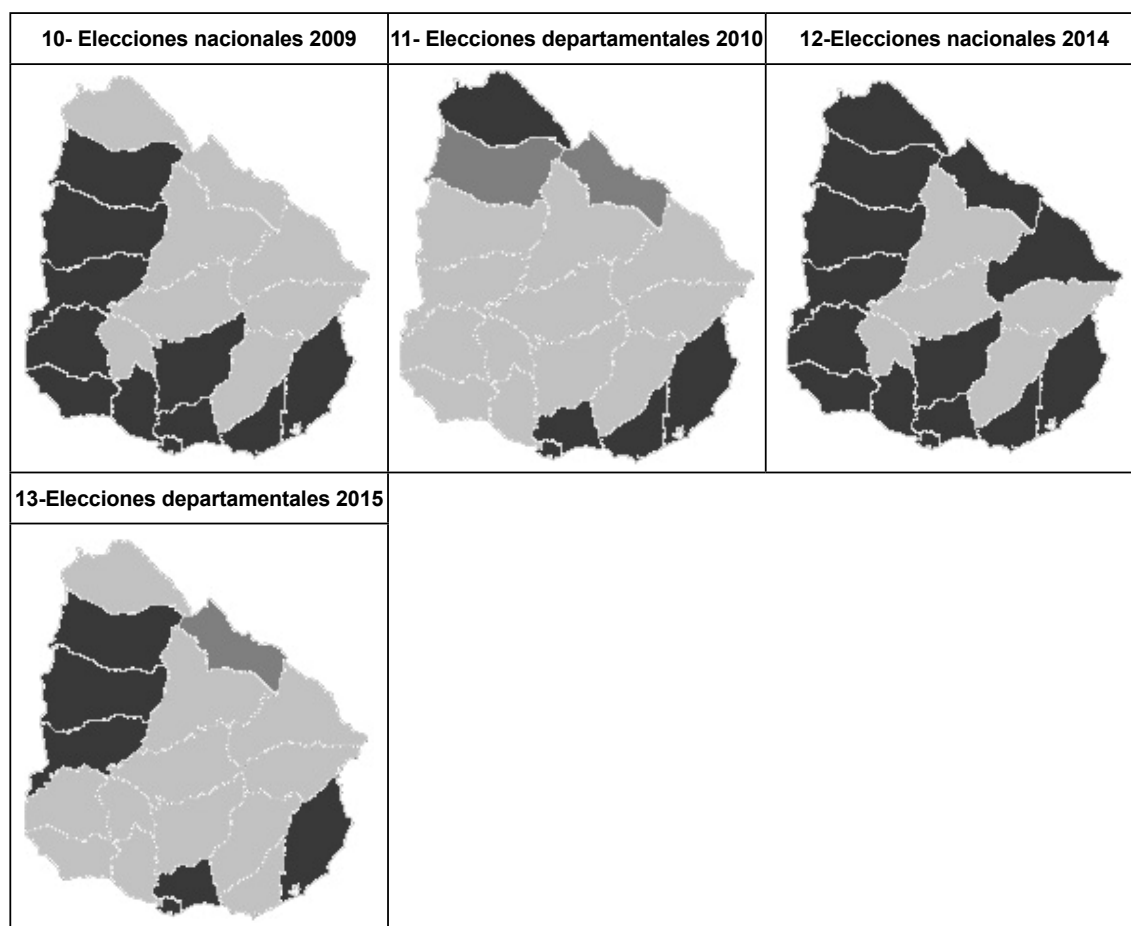 10- Elecciones nacionales 2009
11- Elecciones departamentales 2010
12-Elecciones nacionales 2014
13-Elecciones departamentales 2015